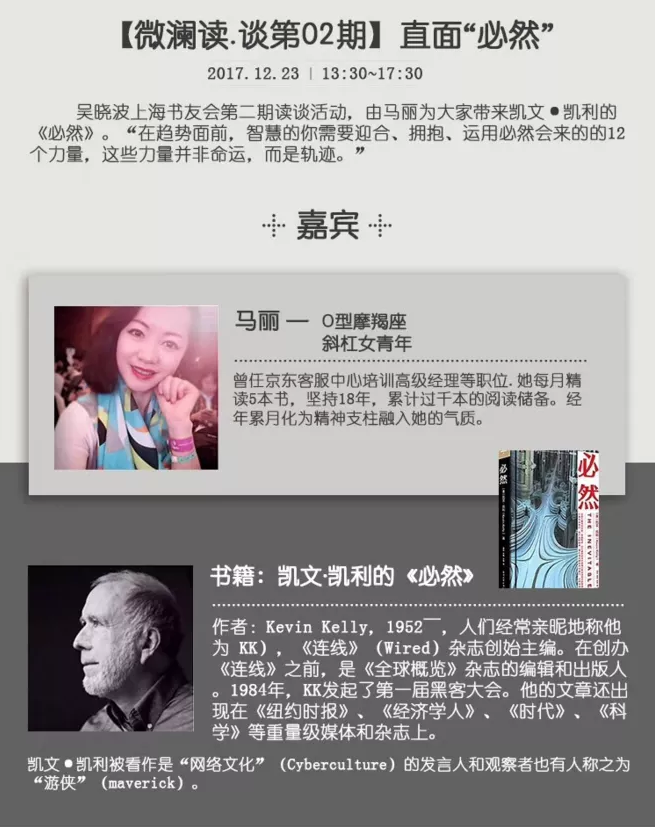 【微澜读.谈第02期】直面“必然”
2017.12.23 | 13:30~17:30
吴晓波上海书友会第二期读谈活动，由马丽为大家带来凯文●凯利的
《必然》。“在趋势面前，智慧的你需要迎合、拥抱、运用必然会来的的12
个力量，这些力量并非命运，而是轨迹。”
嘉宾
马丽 — O型摩羯座
斜杠女青年
曾任京东客服中心培训高级经理等职位.她每月精
读5本书，坚持18年，累计过千本的阅读储备。经
年累月化为精神支柱融入她的气质。
必然
必然
THE INEVITABLE
书籍：凯文·凯利的《必然》
作者：Kevin Kelly，1952——，人们经常亲昵地称他
为 KK），《连线》（Wired）杂志创始主编。在创办
《连线》之前，是《全球概览》杂志的编辑和出版人
。1984年，KK发起了第一届黑客大会。他的文章还出
现在《纽约时报》、《经济学人》、《时代》、《科
学》等重量级媒体和杂志上。
凯文●凯利被看作是“网络文化”（Cyberculture）的发言人和观察者也有人称之为
“游侠”（maverick）。